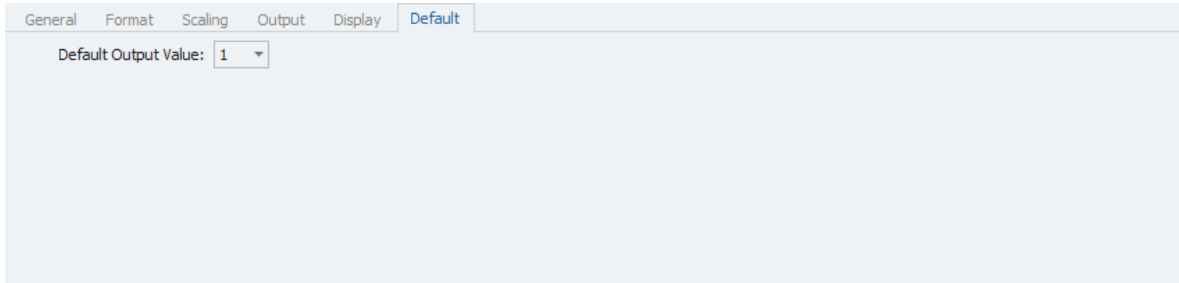 General Format Scaling Output Display Default
Default Output Value: 1